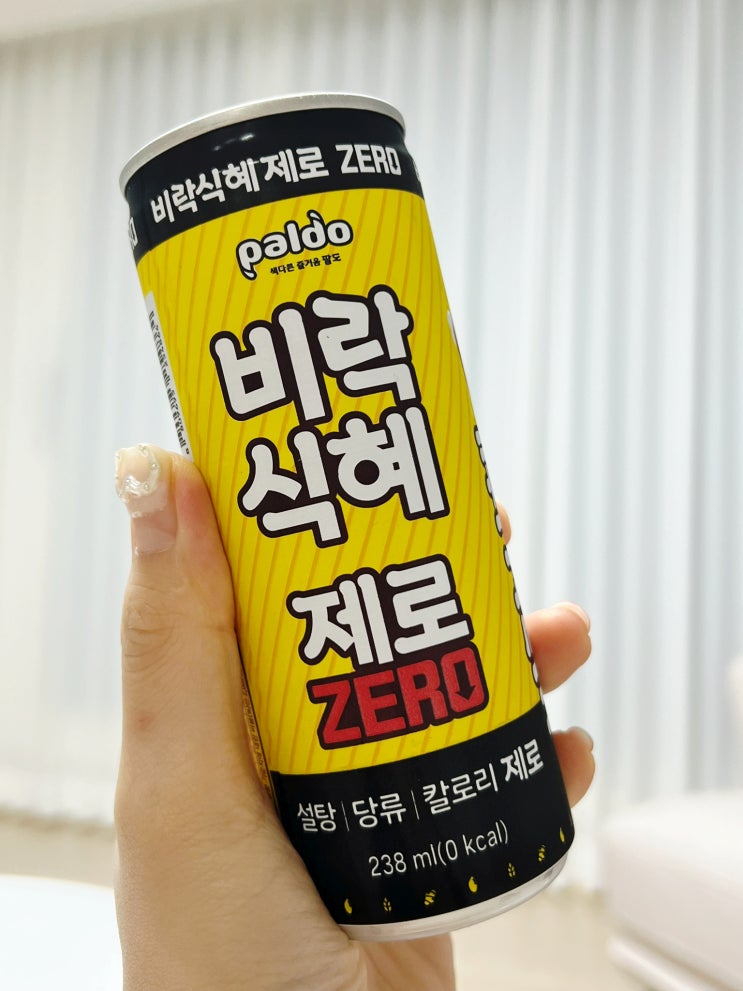 비락식혜 제로 ZERO
paldo
색다른 즐거움 팔도
비락
식혜
제로
ZERO
설탕|당류|칼로리 제로
238 ml(0 kcal)